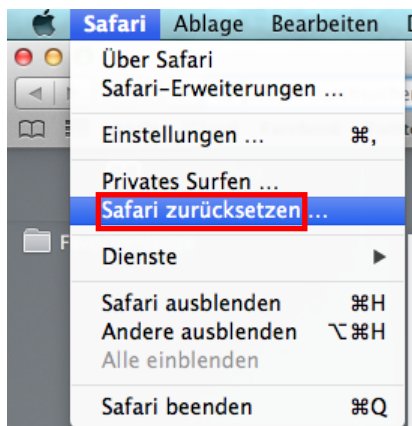 Safari Ablage Bearbeiten
Über Safari
Safari-Erweiterungen ...
Einstellungen ... ⌘,
Privates Surfen ...
Safari zurücksetzen ...
Dienste ▶
Safari ausblenden ⌘H
Andere ausblenden ⌥⌘H
Alle einblenden
Safari beenden ⌘Q